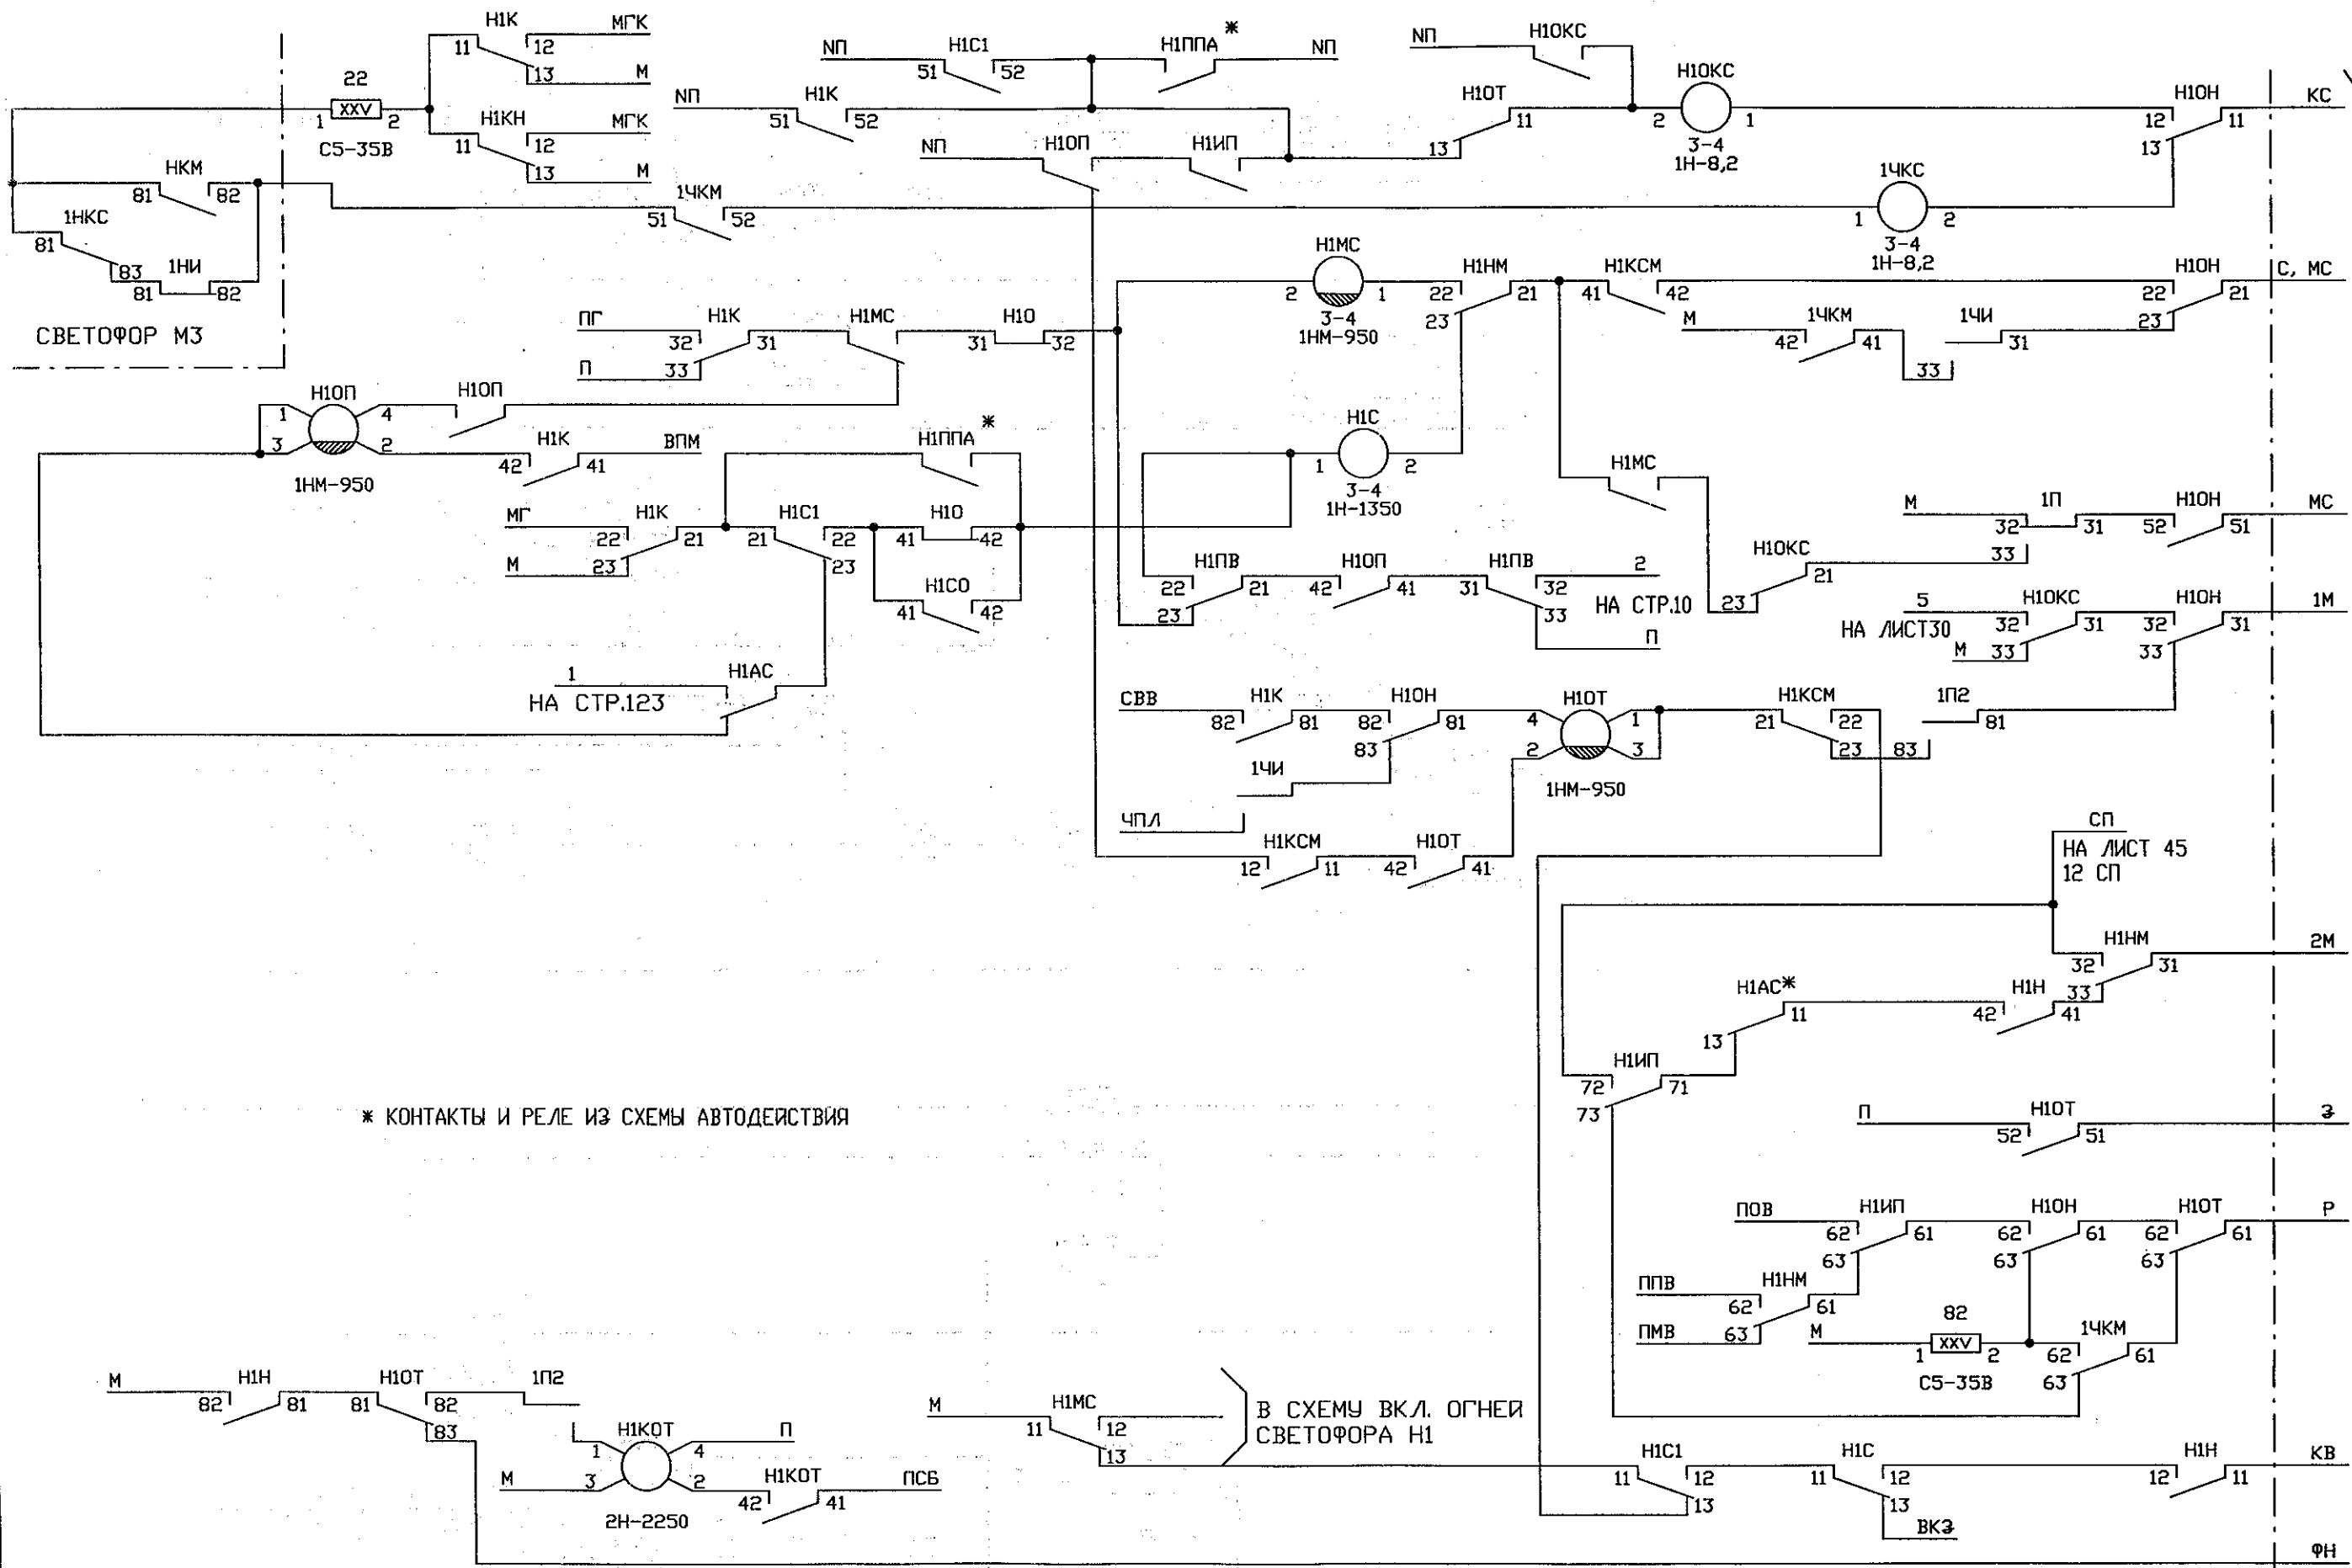 Н1К МГК
11 12
13 М
22
XXV
1 2
С5-35В
Н1КН МГК
11 12
13 М
НКМ
81 82
1НКС
81
83 1НИ
81 82
СВЕТОФОР М3
NП Н1С1
51 52
Н1ППА *
NП
NП Н1К
51 52
NП Н1ОП Н1ИП
1ЧКМ
51 52
NП Н1ОКС
Н1ОТ
11
13
Н1ОКС
2 1
3-4
1Н-8,2
Н1ОН КС
12 11
13
1ЧКС
1 2
3-4
1Н-8,2
Н1МС
2 1
3-4
1НМ-950
Н1НМ
22 21
23
Н1КСМ
41 42
Н1ОН С, МС
22 21
23
М 1ЧКМ 1ЧИ
42 41 31
33
ПГ Н1К Н1МС Н1О
32 31 31 32
П 33
Н1ОП
1 4
3 2
1НМ-950
Н1ОП
Н1К ВПМ
42 41
Н1ППА *
Н1С
1 2
3-4
1Н-1350
Н1МС
МГ Н1К Н1С1 Н1О
22 21 21 22 41 42
М 23 23
Н1СО
41 42
М 1П Н1ОН МС
32 31 52 51
33
Н1ОКС
21
23
Н1ПВ Н1ОП Н1ПВ 2
22 21 42 41 31 32
23 33
НА СТР.10
П
5 Н1ОКС Н1ОН 1М
НА ЛИСТ30
32 31 32 31
М 33 33
1 Н1АС
НА СТР.123
СВВ Н1К Н1ОН Н1ОТ Н1КСМ 1П2
82 81 82 81 4 1 21 22 81
83 2 3 23 83
1ЧИ
1НМ-950
ЧПЛ
Н1КСМ Н1ОТ
12 11 42 41
СП
НА ЛИСТ 45
12 СП
Н1НМ 2М
32 31
33
Н1АС* Н1Н
11 42 41
13
Н1ИП
72 71
73
* КОНТАКТЫ И РЕЛЕ ИЗ СХЕМЫ АВТОДЕЙСТВИЯ
П Н1ОТ З
52 51
ПОВ Н1ИП Н1ОН Н1ОТ Р
62 61 62 61 62 61
63 63 63
ППВ Н1НМ
62 61
ПМВ 63
М 82 1ЧКМ
XXV
1 2 62 61
С5-35В 63
М Н1Н Н1ОТ 1П2
82 81 81 82
83
Н1КОТ
1 4 П
М 3 2
2Н-2250
Н1КОТ ПСБ
42 41
М Н1МС
11 12
13
В СХЕМУ ВКЛ. ОГНЕЙ
СВЕТОФОРА Н1
Н1С1 Н1С Н1Н КВ
11 12 11 12 12 11
13 13
ВКЗ
ФН